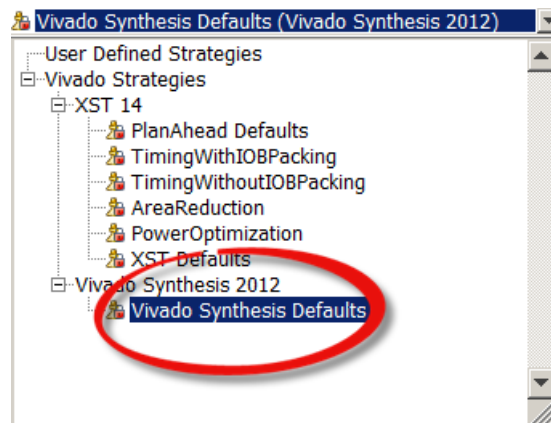 Vivado Synthesis Defaults (Vivado Synthesis 2012)
User Defined Strategies
Vivado Strategies
XST 14
PlanAhead Defaults
TimingWithIOBPacking
TimingWithoutIOBPacking
AreaReduction
PowerOptimization
XST Defaults
Vivado Synthesis 2012
Vivado Synthesis Defaults